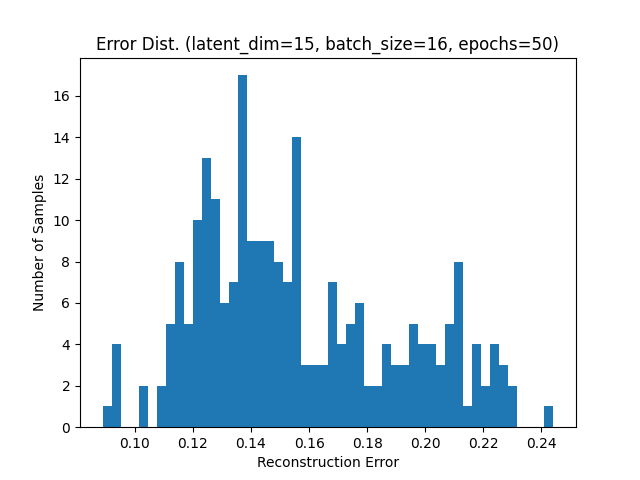 Error Dist. (latent_dim=15, batch_size=16, epochs=50)
Number of Samples
16
14
12
10
8
6
4
2
0
0.10 0.12 0.14 0.16 0.18 0.20 0.22 0.24
Reconstruction Error